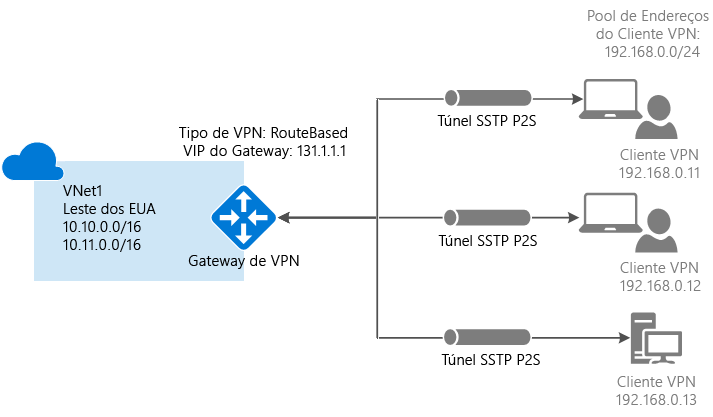 Pool de Endereços
do Cliente VPN:
192.168.0.0/24
Túnel SSTP P2S
Tipo de VPN: RouteBased
VIP do Gateway: 131.1.1.1
Cliente VPN
192.168.0.11
VNet1
Leste dos EUA
10.10.0.0/16
10.11.0.0/16
Gateway de VPN
Túnel SSTP P2S
Cliente VPN
192.168.0.12
Túnel SSTP P2S
Cliente VPN
192.168.0.13